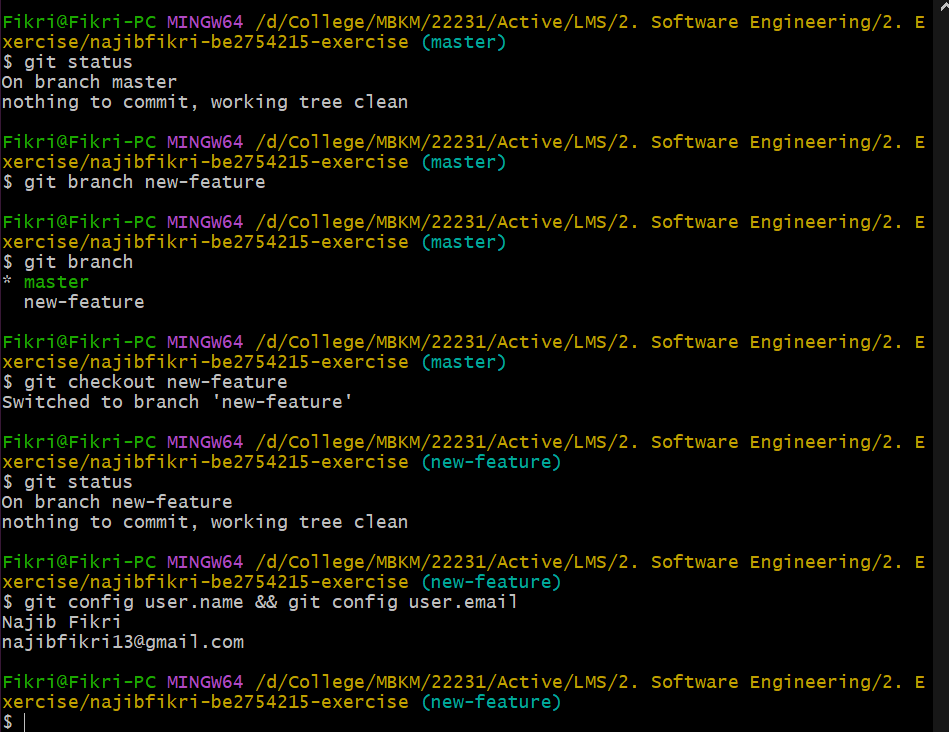 Fikri@Fikri-PC MINGW64 /d/College/MBKM/22231/Active/LMS/2. Software Engineering/2. E
xercise/najibfikri-be2754215-exercise (master)
$ git status
On branch master
nothing to commit, working tree clean

Fikri@Fikri-PC MINGW64 /d/College/MBKM/22231/Active/LMS/2. Software Engineering/2. E
xercise/najibfikri-be2754215-exercise (master)
$ git branch new-feature

Fikri@Fikri-PC MINGW64 /d/College/MBKM/22231/Active/LMS/2. Software Engineering/2. E
xercise/najibfikri-be2754215-exercise (master)
$ git branch
* master
  new-feature

Fikri@Fikri-PC MINGW64 /d/College/MBKM/22231/Active/LMS/2. Software Engineering/2. E
xercise/najibfikri-be2754215-exercise (master)
$ git checkout new-feature
Switched to branch 'new-feature'

Fikri@Fikri-PC MINGW64 /d/College/MBKM/22231/Active/LMS/2. Software Engineering/2. E
xercise/najibfikri-be2754215-exercise (new-feature)
$ git status
On branch new-feature
nothing to commit, working tree clean

Fikri@Fikri-PC MINGW64 /d/College/MBKM/22231/Active/LMS/2. Software Engineering/2. E
xercise/najibfikri-be2754215-exercise (new-feature)
$ git config user.name && git config user.email
Najib Fikri
najibfikri13@gmail.com

Fikri@Fikri-PC MINGW64 /d/College/MBKM/22231/Active/LMS/2. Software Engineering/2. E
xercise/najibfikri-be2754215-exercise (new-feature)
$